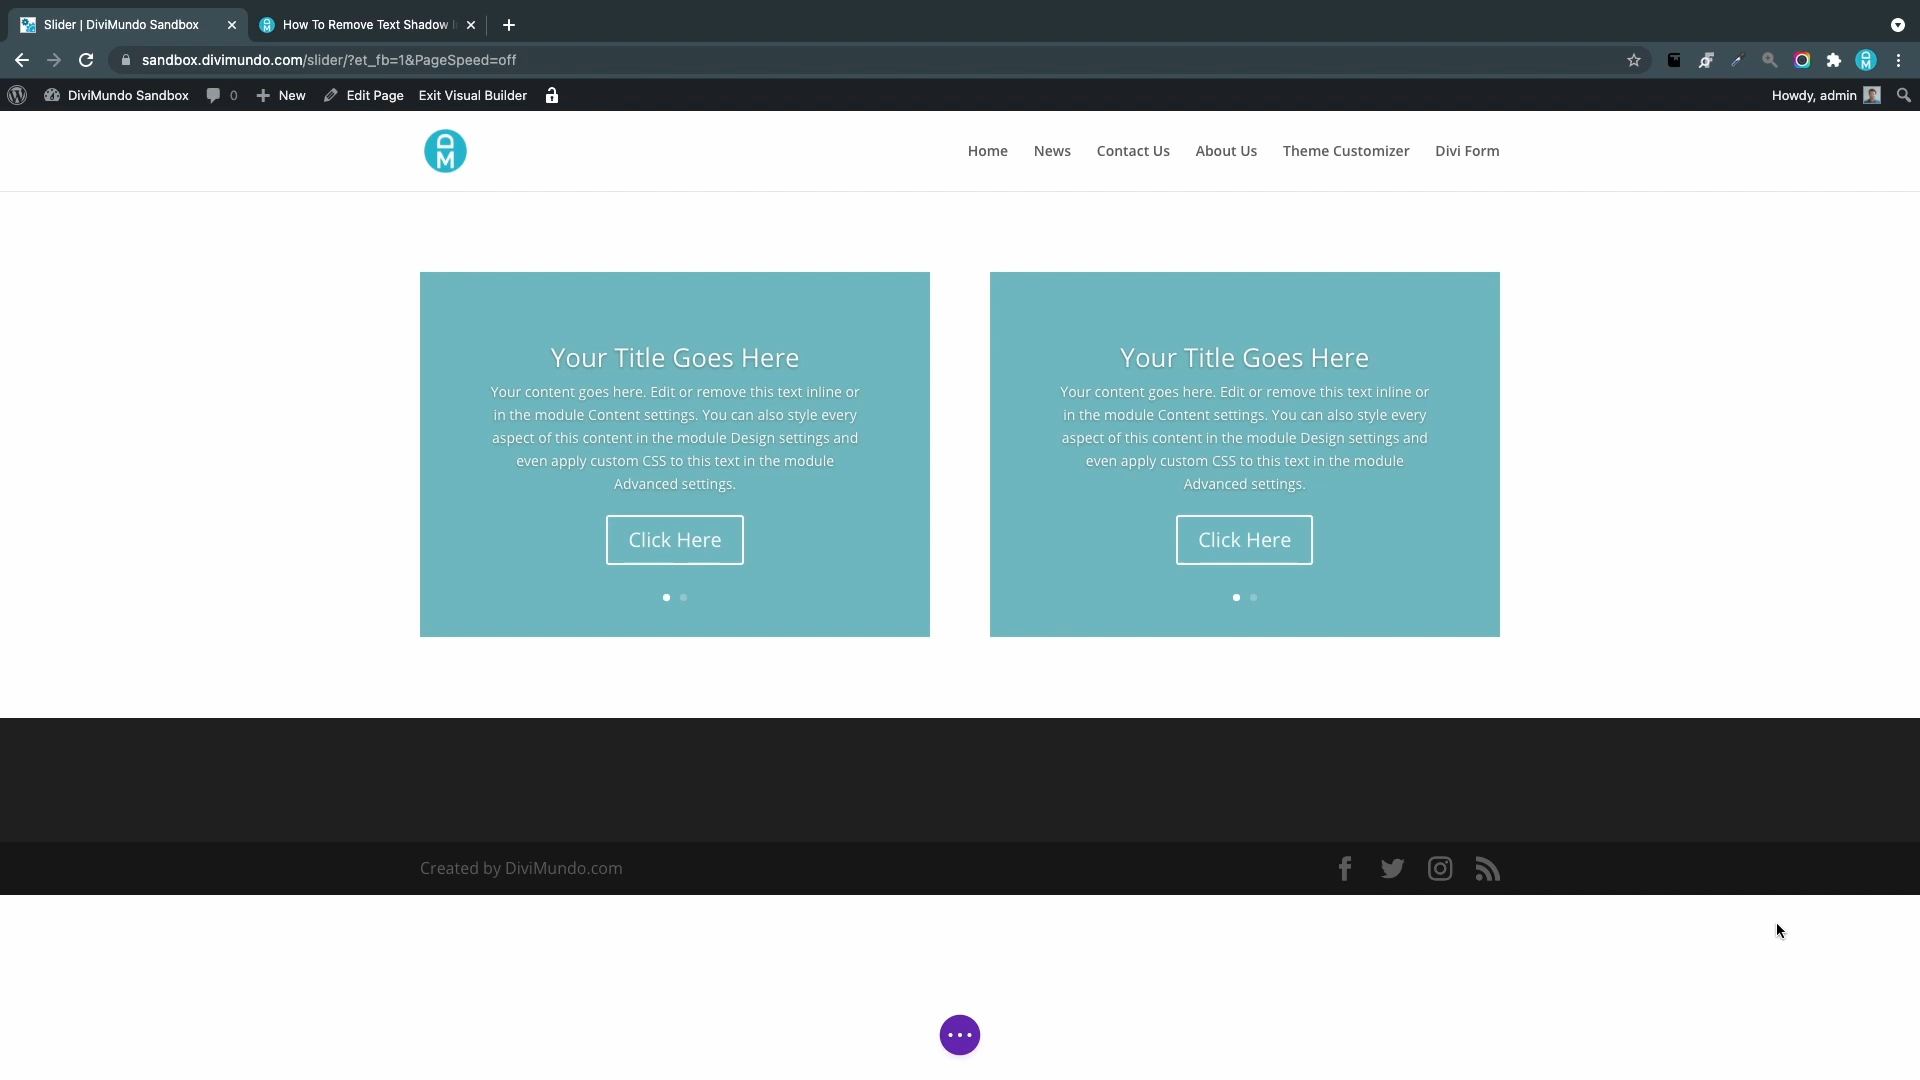 Slider | DiviMundo Sandbox
How To Remove Text Shadow
sandbox.divimundo.com/slider/?et_fb=1&PageSpeed=off
DiviMundo Sandbox 0 New Edit Page Exit Visual Builder Howdy, admin
DM Home News Contact Us About Us Theme Customizer Divi Form
Your Title Goes Here
Your content goes here. Edit or remove this text inline or
in the module Content settings. You can also style every
aspect of this content in the module Design settings and
even apply custom CSS to this text in the module
Advanced settings.
Click Here
Your Title Goes Here
Your content goes here. Edit or remove this text inline or
in the module Content settings. You can also style every
aspect of this content in the module Design settings and
even apply custom CSS to this text in the module
Advanced settings.
Click Here
Created by DiviMundo.com